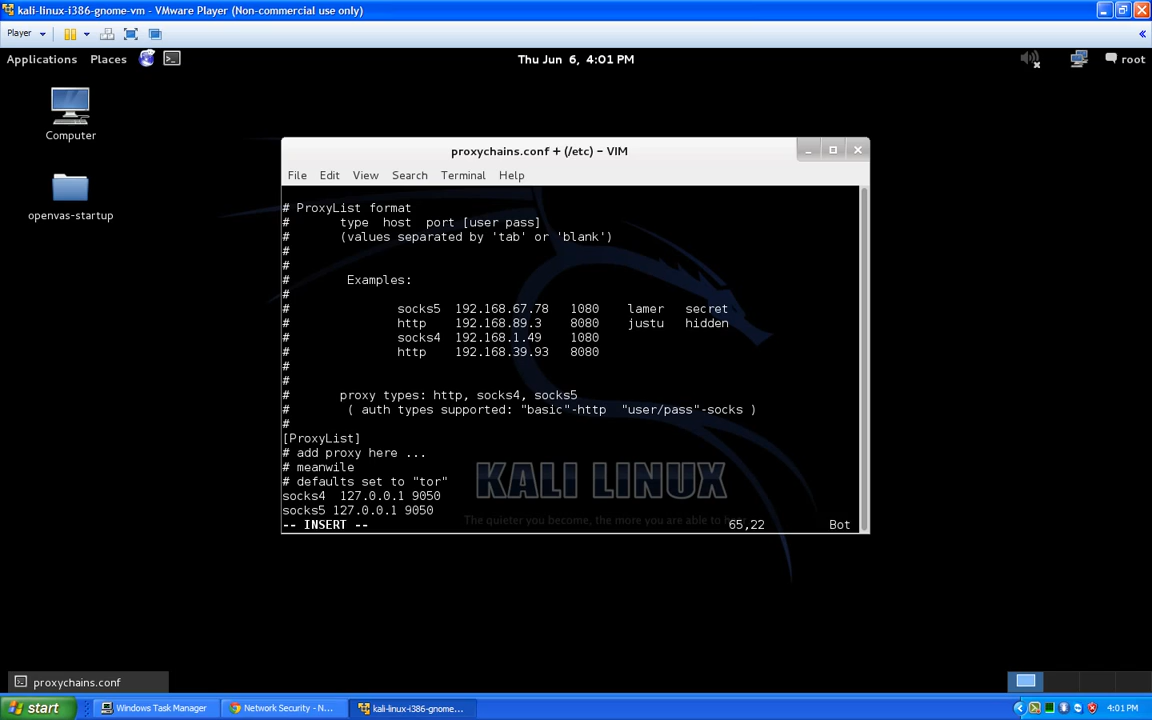 kali-linux-i386-gnome-vm - VMware Player (Non-commercial use only)
Player
Applications Places Thu Jun 6, 4:01 PM root
Computer
openvas-startup
proxychains.conf + (/etc) - VIM
File Edit View Search Terminal Help
# ProxyList format
#       type  host  port [user pass]
#       (values separated by 'tab' or 'blank')
#
#
#        Examples:
#
#               socks5  192.168.67.78   1080    lamer   secret
#               http    192.168.89.3    8080    justu   hidden
#               socks4  192.168.1.49    1080
#               http    192.168.39.93   8080
#
#
#       proxy types: http, socks4, socks5
#        ( auth types supported: "basic"-http  "user/pass"-socks )
#
[ProxyList]
# add proxy here ...
# meanwile
# defaults set to "tor"
socks4  127.0.0.1 9050
socks5 127.0.0.1 9050
-- INSERT -- 65,22 Bot
KALI LINUX
The quieter you become, the more you are able to
proxychains.conf
start Windows Task Manager Network Security - N... kali-linux-i386-gnome... 4:01 PM